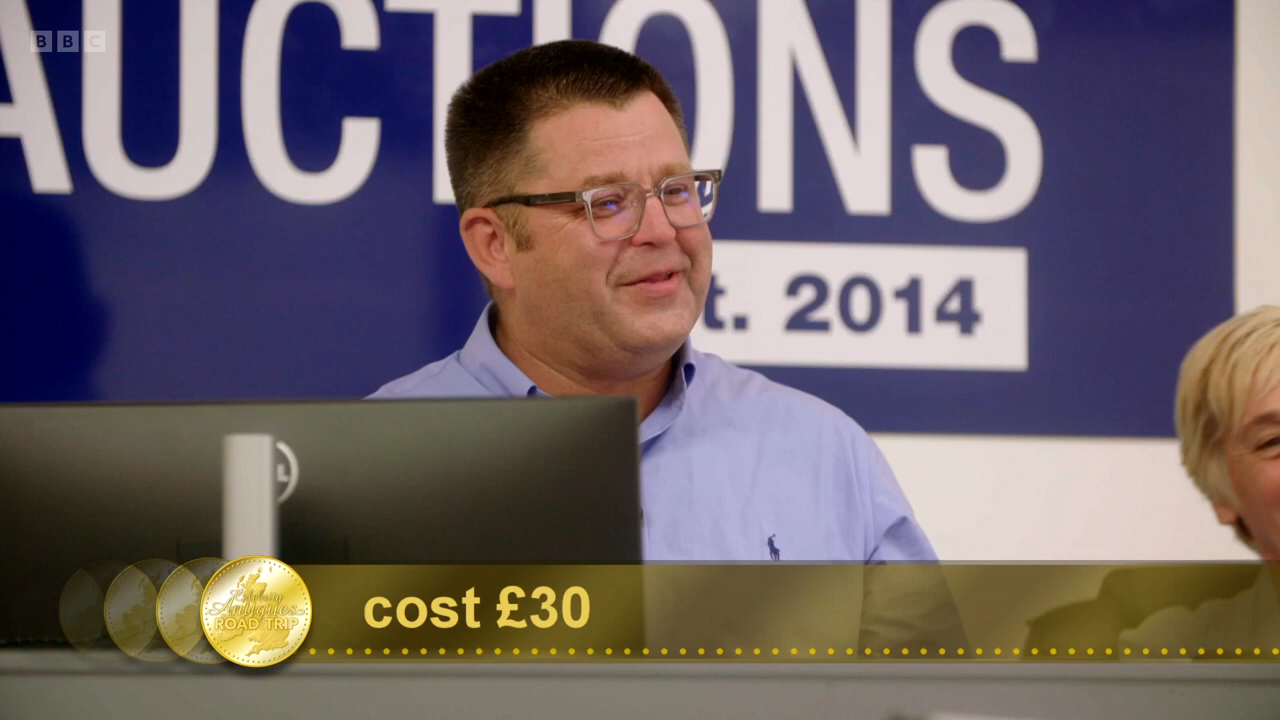 BBC
AUCTIONS
t. 2014
Celebrity
Antiques
ROAD TRIP
cost £30